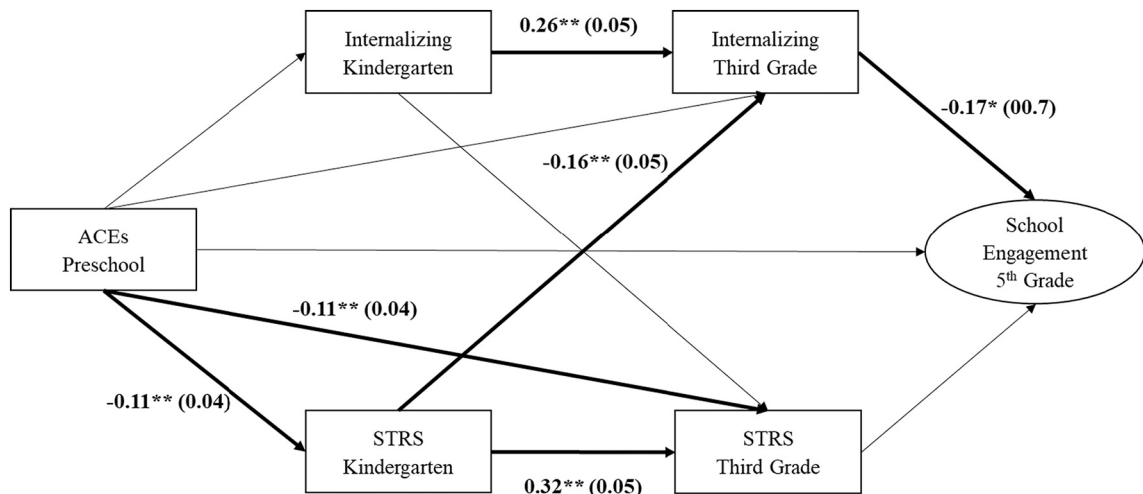 0.26** (0.05)
Internalizing
Kindergarten
Internalizing
Third Grade
-0.17* (00.7)
-0.16** (0.05)
ACEs
Preschool
School
Engagement
5th Grade
-0.11** (0.04)
-0.11** (0.04)
STRS
Kindergarten
STRS
Third Grade
0.32** (0.05)